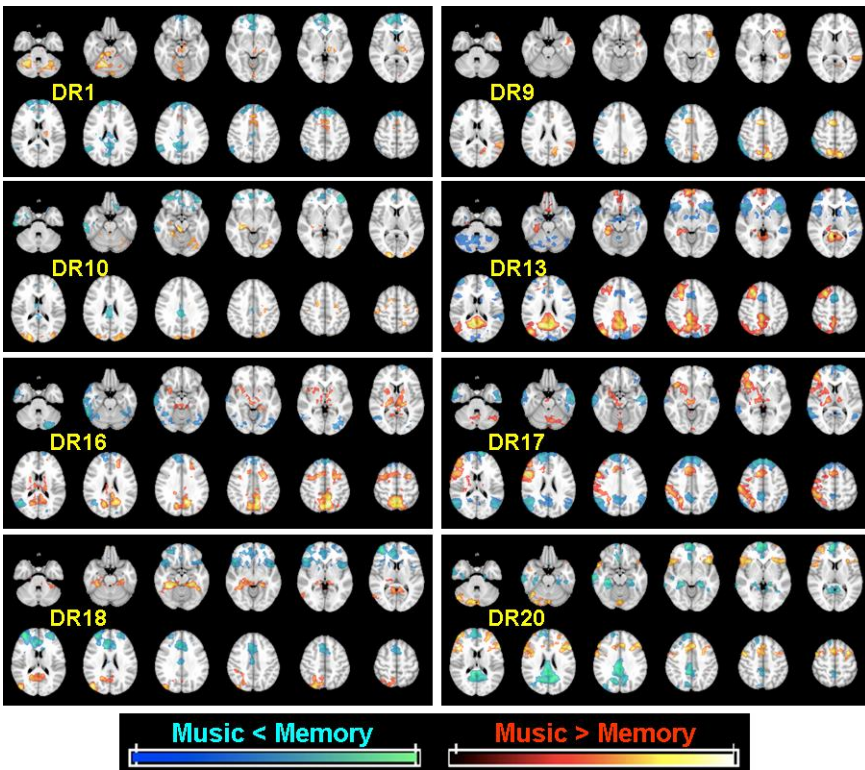 DR1
DR9
DR10
DR13
DR16
DR17
DR18
DR20
Music < Memory
Music > Memory